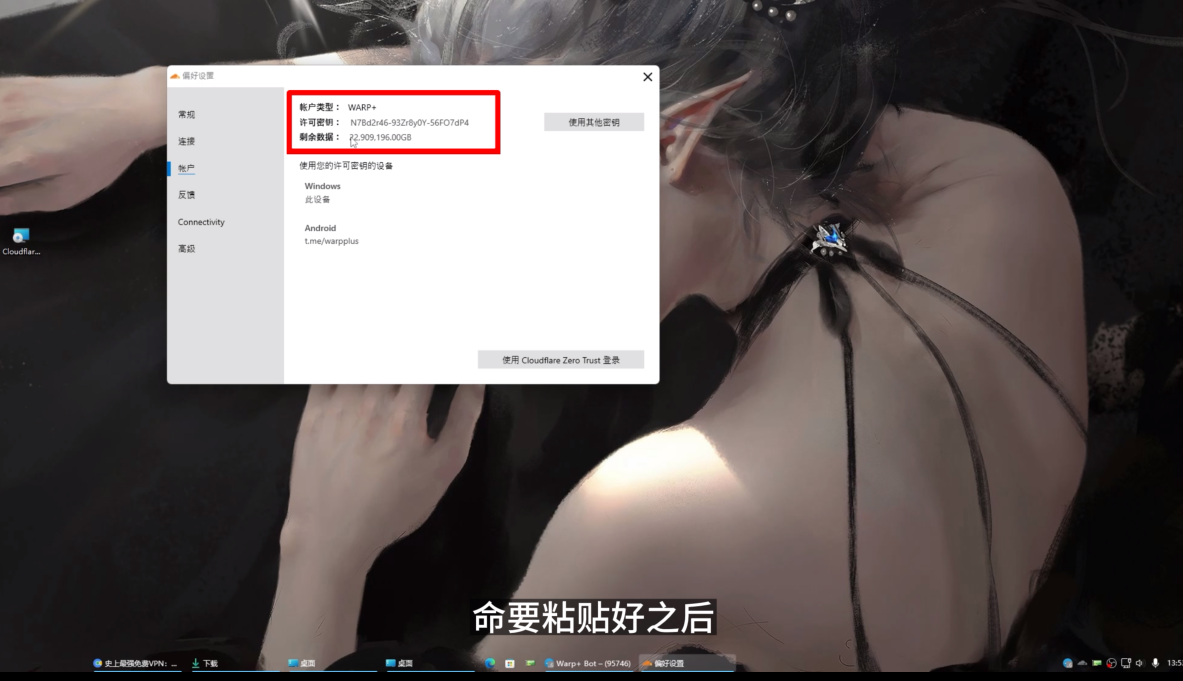 偏好设置
常规
连接
帐户
反馈
Connectivity
高级
帐户类型： WARP+
许可密钥： N7Bd2r46-93Zr8y0Y-56FO7dP4
剩余数据： 22,909,196.00GB
使用其他密钥
使用您的许可密钥的设备
Windows
此设备
Android
t.me/warpplus
使用 Cloudflare Zero Trust 登录
Cloudflar...
命要粘贴好之后
史上最强免费VPN： ...
下载
桌面
桌面
Warp+ Bot – (95746)
偏好设置